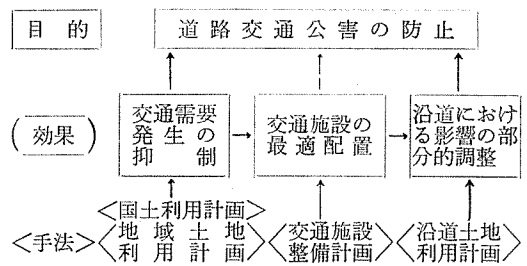 目的
道路交通公害の防止
(効果)
交通需要
発生の
抑制
交通施設の
最適配置
沿道におけ
る影響の部
分的調整
<手法>
<国土利用計画>
<地域土地
利用計画>
<交通施設
整備計画>
<沿道土地
利用計画>